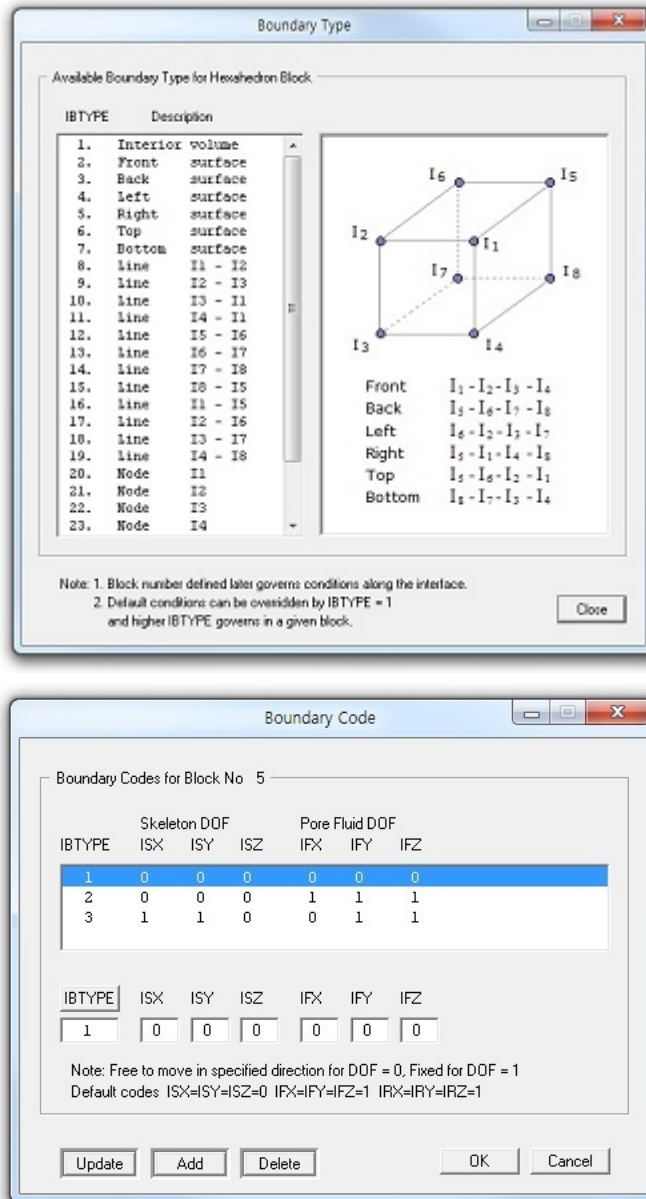 Boundary Type
Available Boundary Type for Hexahedron Block
IBTYPE Description
1. Interior volume
2. Front surface
3. Back surface
4. Left surface
5. Right surface
6. Top surface
7. Bottom surface
8. Line I1 - I2
9. Line I2 - I3
10. Line I3 - I1
11. Line I4 - I1
12. Line I5 - I6
13. Line I6 - I7
14. Line I7 - I8
15. Line I8 - I5
16. Line I1 - I5
17. Line I2 - I6
18. Line I3 - I7
19. Line I4 - I8
20. Node I1
21. Node I2
22. Node I3
23. Node I4
I6 I5
I2 I1
I7 I8
I3 I4
Front I1 - I2 - I3 - I4
Back I5 - I6 - I7 - I8
Left I6 - I2 - I3 - I7
Right I5 - I1 - I4 - I8
Top I5 - I6 - I2 - I1
Bottom I8 - I7 - I3 - I4
Note: 1. Block number defined later governs conditions along the interface.
2. Default conditions can be overridden by IBTYPE = 1
and higher IBTYPE governs in a given block.
Close
Boundary Code
Boundary Codes for Block No 5
Skeleton DOF Pore Fluid DOF
IBTYPE ISX ISY ISZ IFX IFY IFZ
1 0 0 0 0 0 0
2 0 0 0 1 1 1
3 1 1 0 0 1 1
IBTYPE ISX ISY ISZ IFX IFY IFZ
1 0 0 0 0 0 0
Note: Free to move in specified direction for DOF = 0, Fixed for DOF = 1
Default codes ISX=ISY=ISZ=0 IFX=IFY=IFZ=1 IRX=IRY=IRZ=1
Update Add Delete OK Cancel